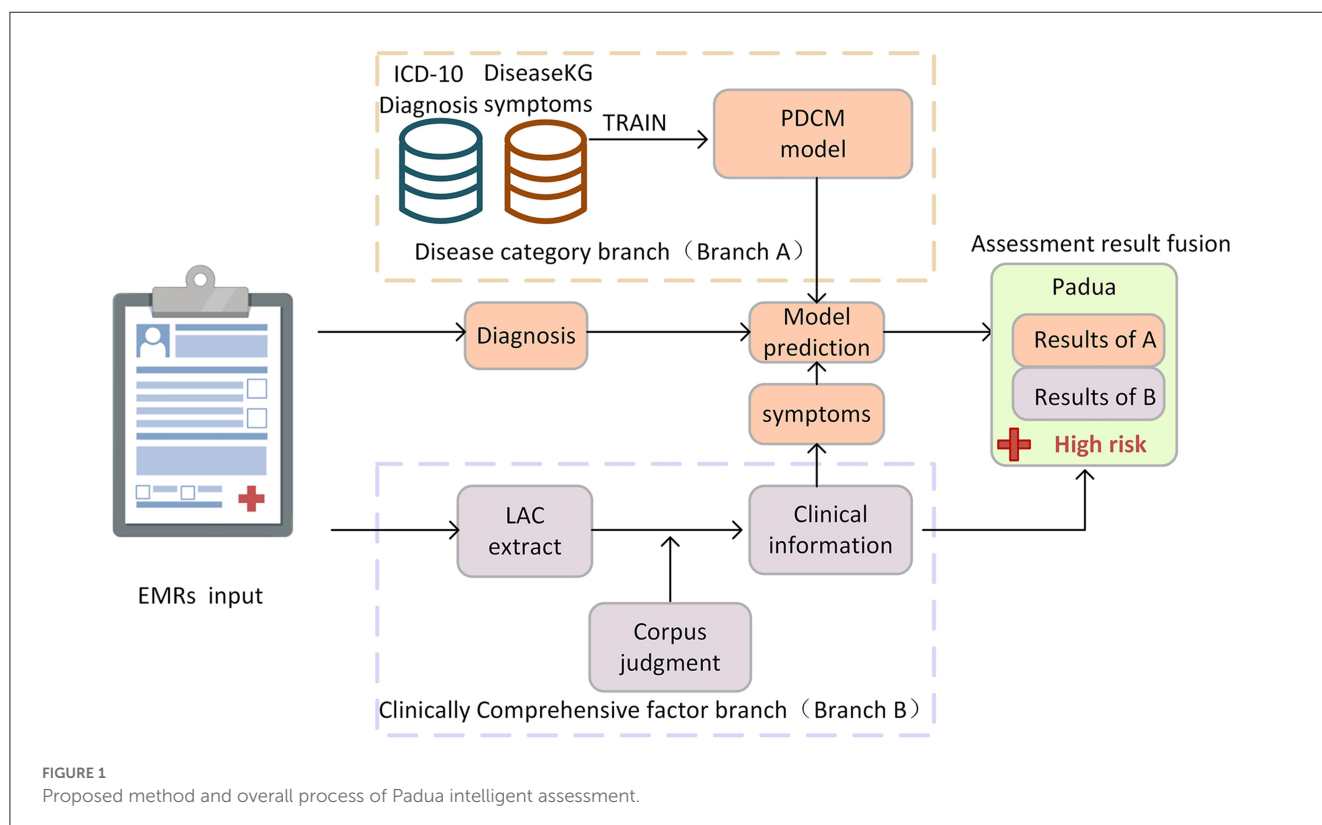 ICD-10
Diagnosis
DiseaseKG
symptoms
TRAIN
PDCM
model
Disease category branch（Branch A）
Assessment result fusion
Padua
Results of A
Results of B
High risk
Diagnosis
Model
prediction
symptoms
EMRs input
LAC
extract
Clinical
information
Corpus
judgment
Clinically Comprehensive factor branch（Branch B）
FIGURE 1
Proposed method and overall process of Padua intelligent assessment.